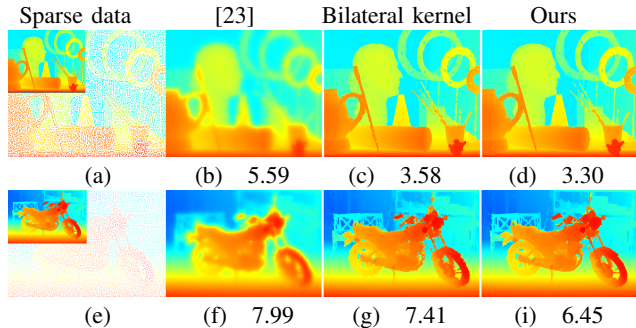 Sparse data [23] Bilateral kernel Ours
(a) (b) 5.59 (c) 3.58 (d) 3.30
(e) (f) 7.99 (g) 7.41 (i) 6.45